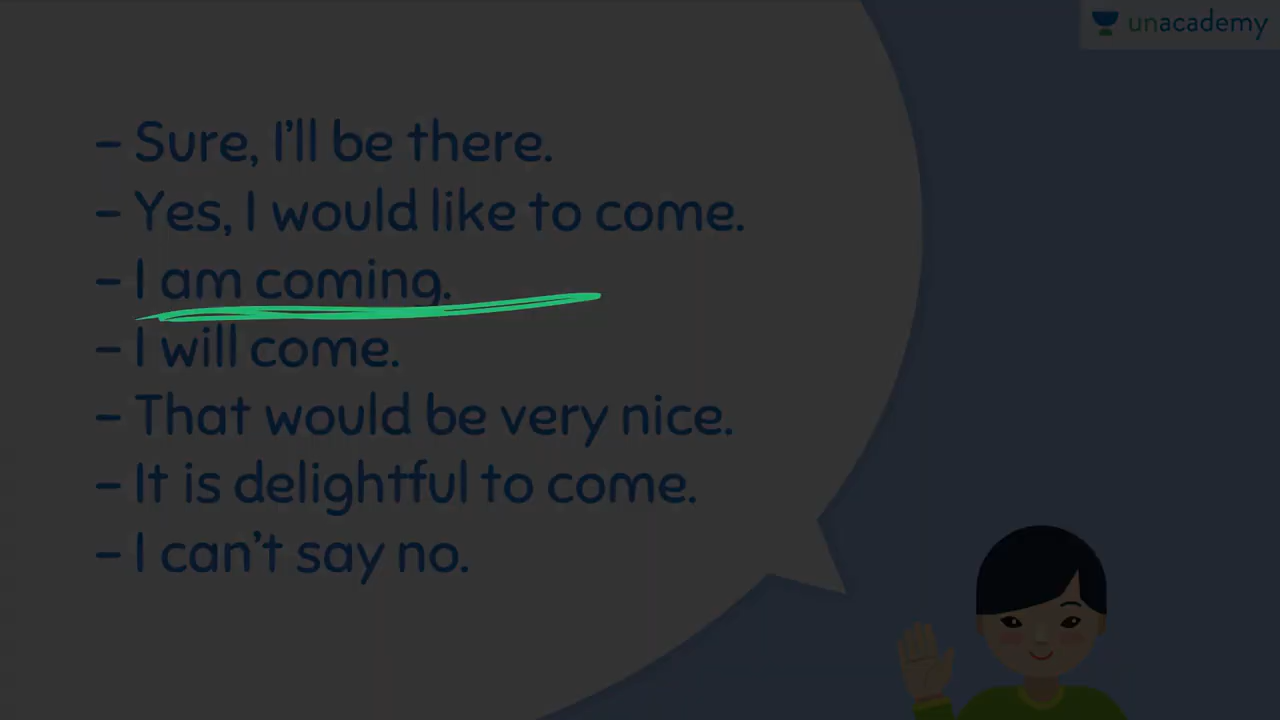 unacademy
– Sure, I'll be there.
– Yes, I would like to come.
– I am coming.
– I will come.
– That would be very nice.
– It is delightful to come.
– I can't say no.